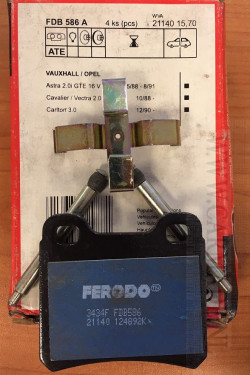 FDB 586 A
4 ks (pcs)
WVA
21140 15,70
ATE
VAUXHALL / OPEL
Astra 2.0i GTE 16 V
5/88 - 8/91
Cavalier / Vectra 2.0
10/88 -
Carlton 3.0
12/90 -
FERODO
3434F FDB586
21140 124892K